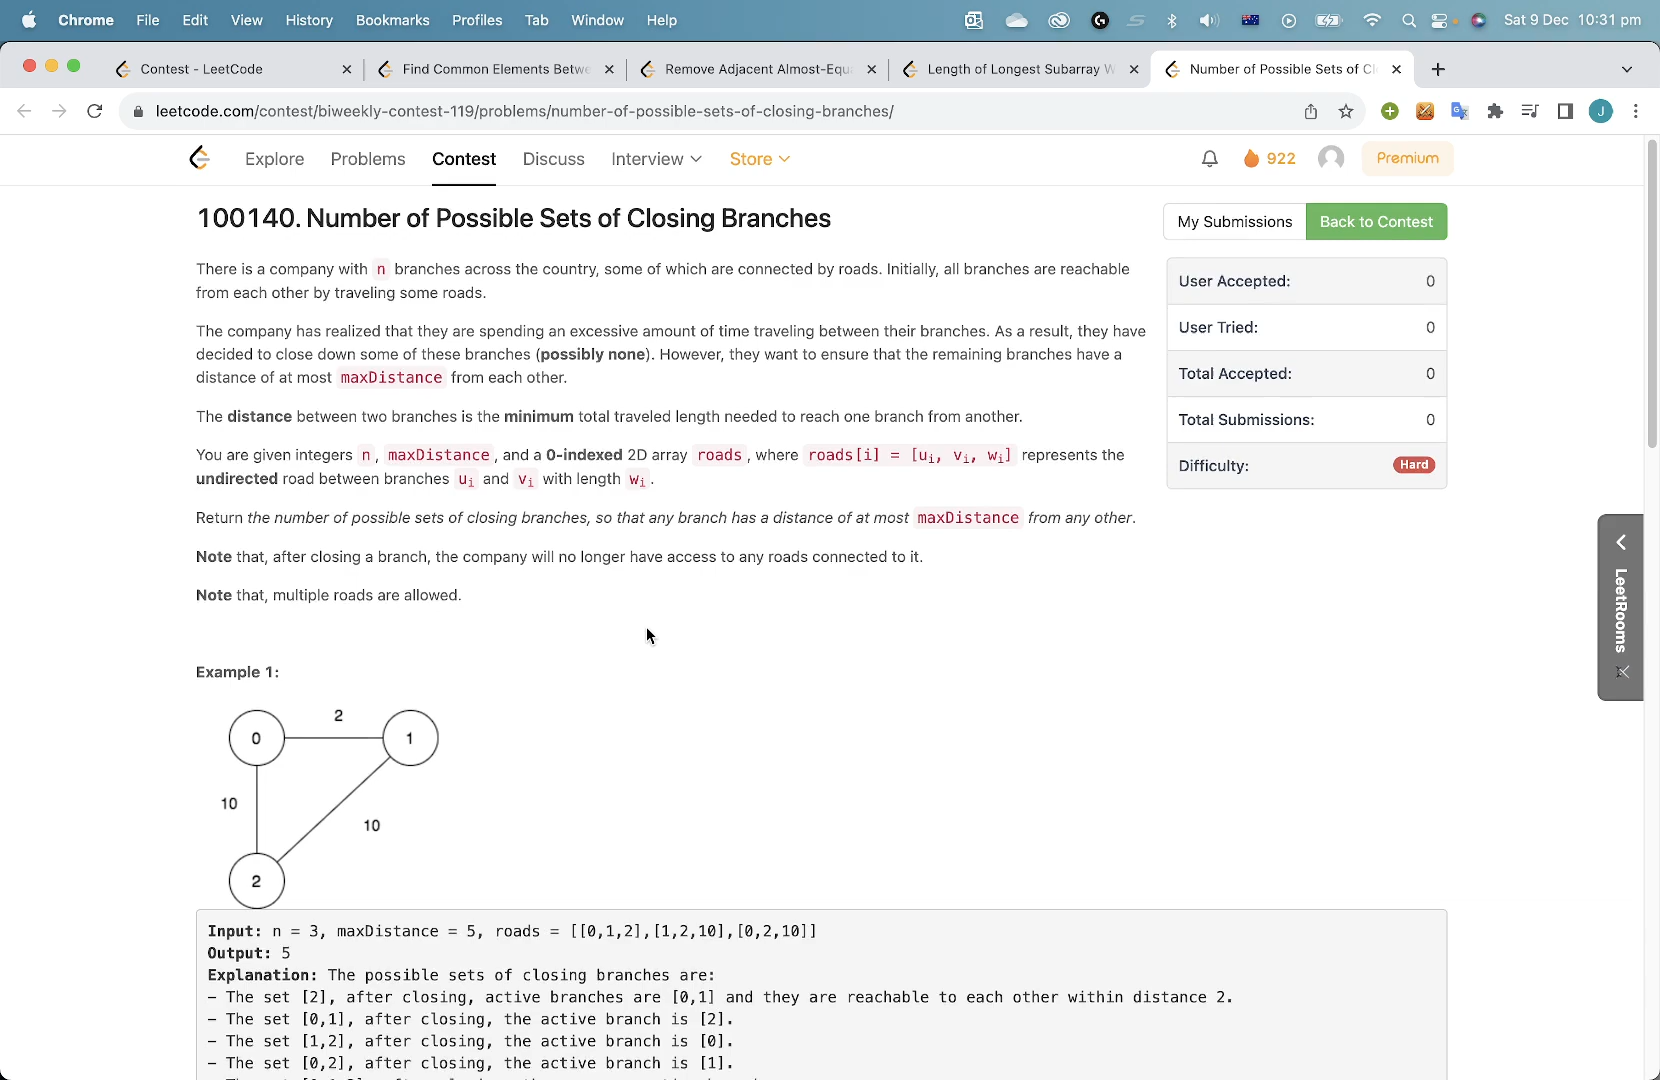 Chrome File Edit View History Bookmarks Profiles Tab Window Help Sat 9 Dec 10:31 pm
Contest - LeetCode Find Common Elements Betwe Remove Adjacent Almost-Equ Length of Longest Subarray W Number of Possible Sets of Cl
leetcode.com/contest/biweekly-contest-119/problems/number-of-possible-sets-of-closing-branches/ J
Explore Problems Contest Discuss Interview Store 922 Premium
100140. Number of Possible Sets of Closing Branches
My Submissions Back to Contest
There is a company with n branches across the country, some of which are connected by roads. Initially, all branches are reachable
from each other by traveling some roads.
The company has realized that they are spending an excessive amount of time traveling between their branches. As a result, they have
decided to close down some of these branches (possibly none). However, they want to ensure that the remaining branches have a
distance of at most maxDistance from each other.
The distance between two branches is the minimum total traveled length needed to reach one branch from another.
You are given integers n, maxDistance, and a 0-indexed 2D array roads, where roads[i] = [ui, vi, wi] represents the
undirected road between branches ui and vi with length wi.
Return the number of possible sets of closing branches, so that any branch has a distance of at most maxDistance from any other.
Note that, after closing a branch, the company will no longer have access to any roads connected to it.
Note that, multiple roads are allowed.
User Accepted: 0
User Tried: 0
Total Accepted: 0
Total Submissions: 0
Difficulty: Hard
LeetRooms
Example 1:
2
0 1
10
10
2
Input: n = 3, maxDistance = 5, roads = [[0,1,2],[1,2,10],[0,2,10]]
Output: 5
Explanation: The possible sets of closing branches are:
- The set [2], after closing, active branches are [0,1] and they are reachable to each other within distance 2.
- The set [0,1], after closing, the active branch is [2].
- The set [1,2], after closing, the active branch is [0].
- The set [0,2], after closing, the active branch is [1].